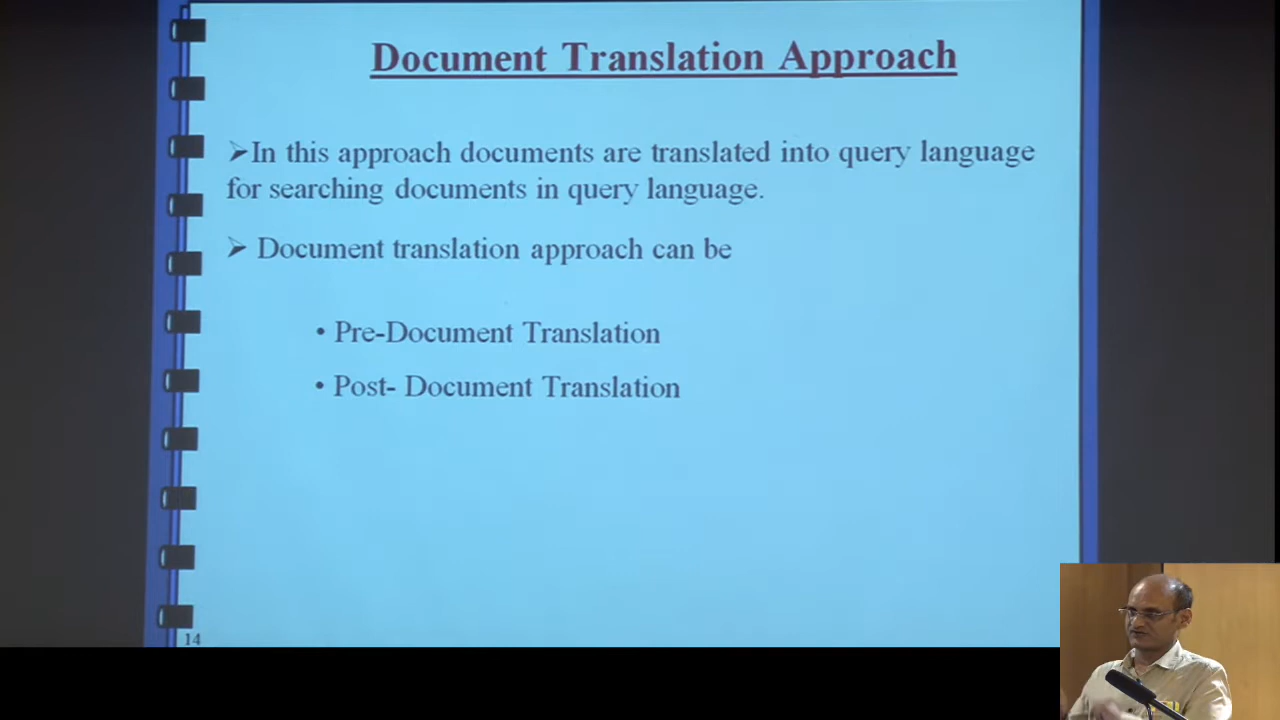 Document Translation Approach
➢In this approach documents are translated into query language
for searching documents in query language.
➢ Document translation approach can be
• Pre-Document Translation
• Post- Document Translation
14